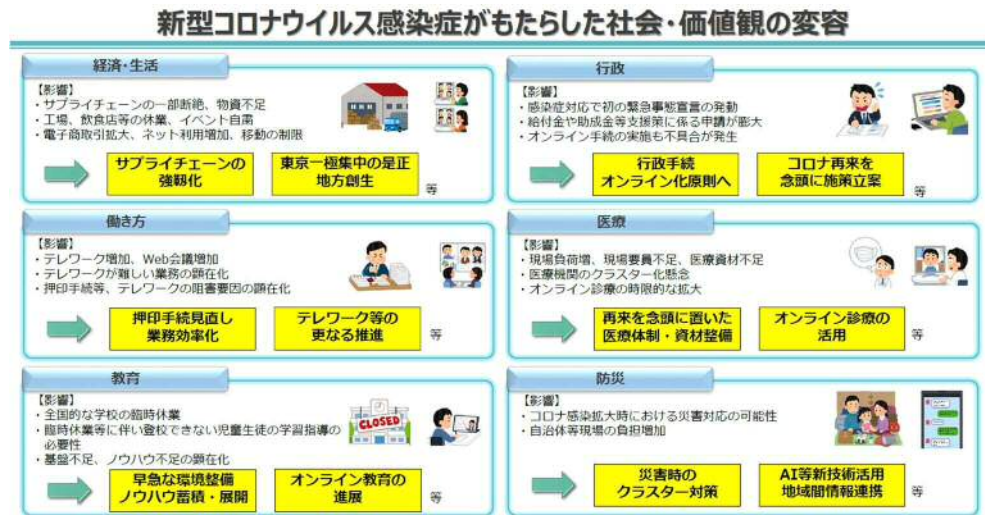 新型コロナウイルス感染症がもたらした社会・価値観の変容
経済・生活
【影響】
・サプライチェーンの一部断絶、物資不足
・工場、飲食店等の休業、イベント自粛
・電子商取引拡大、ネット利用増加、移動の制限
サプライチェーンの
強靱化
東京一極集中の是正
地方創生
等
行政
【影響】
・感染症対応で初の緊急事態宣言の発動
・給付金や助成金等支援策に係る申請が膨大
・オンライン手続の実施も不具合が発生
行政手続
オンライン化原則へ
コロナ再来を
念頭に施策立案
等
働き方
【影響】
・テレワーク増加、Web会議増加
・テレワークが難しい業務の顕在化
・押印手続等、テレワークの阻害要因の顕在化
押印手続見直し
業務効率化
テレワーク等の
更なる推進
等
医療
【影響】
・現場負荷増、現場要員不足、医療資材不足
・医療機関のクラスター化懸念
・オンライン診療の時限的な拡大
再来を念頭に置いた
医療体制・資材整備
オンライン診療の
活用
等
教育
【影響】
・全国的な学校の臨時休業
・臨時休業等に伴い登校できない児童生徒の学習指導の
必要性
・基盤不足、ノウハウ不足の顕在化
CLOSED
早急な環境整備
ノウハウ蓄積・展開
オンライン教育の
進展
等
防災
【影響】
・コロナ感染拡大時における災害対応の可能性
・自治体等現場の負担増加
災害時の
クラスター対策
AI等新技術活用
地域間情報連携
等